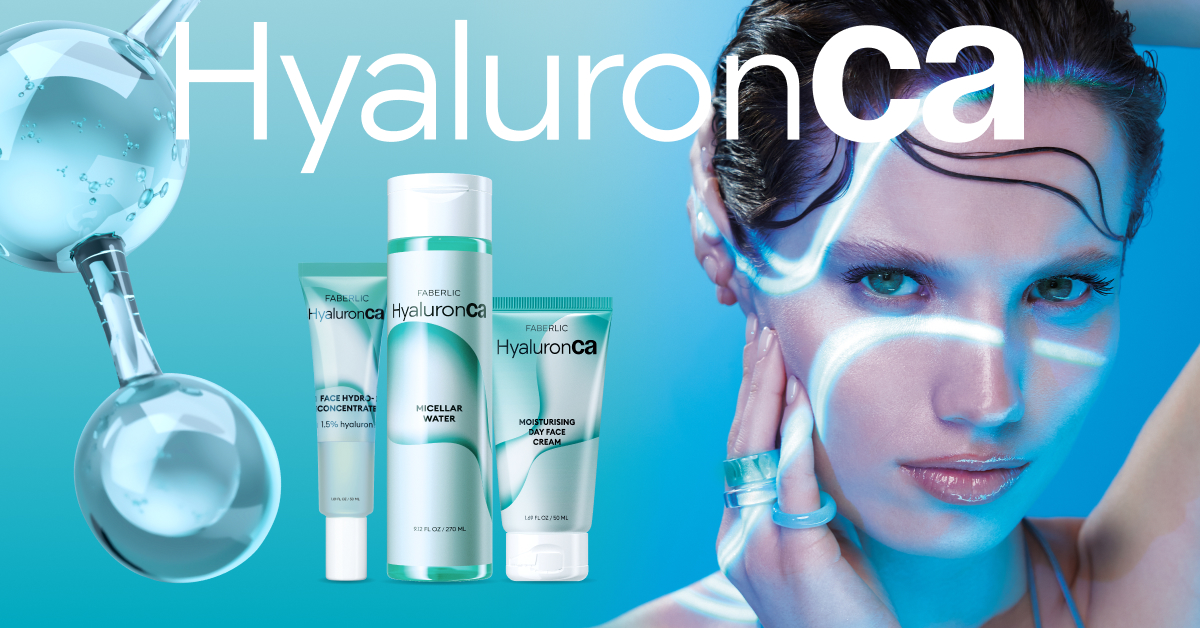 Hyaluronca
FABERLIC
Hyaluronca
FACE HYDRO-
CONCENTRATE
1.5% hyaluron
FABERLIC
Hyaluronca
MICELLAR
WATER
9.12 FL OZ / 270 ML
FABERLIC
Hyaluronca
MOISTURISING
DAY FACE
CREAM
1.69 FL OZ / 50 ML